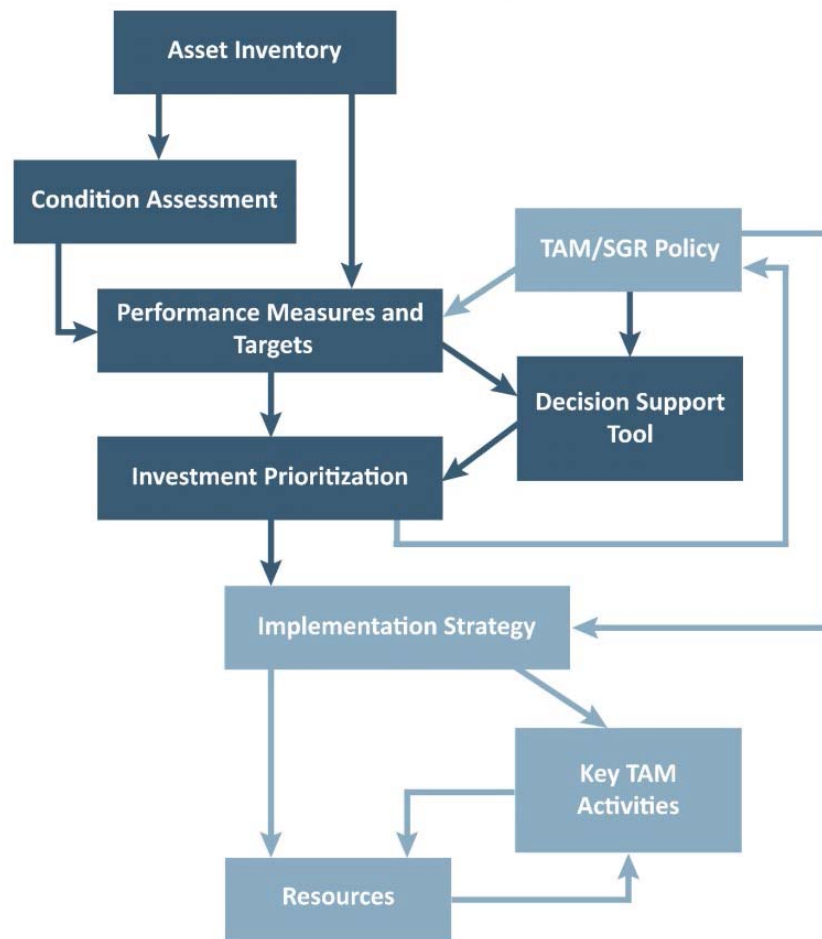 Asset Inventory
Condition Assessment
TAM/SGR Policy
Performance Measures and
Targets
Decision Support
Tool
Investment Prioritization
Implementation Strategy
Key TAM
Activities
Resources